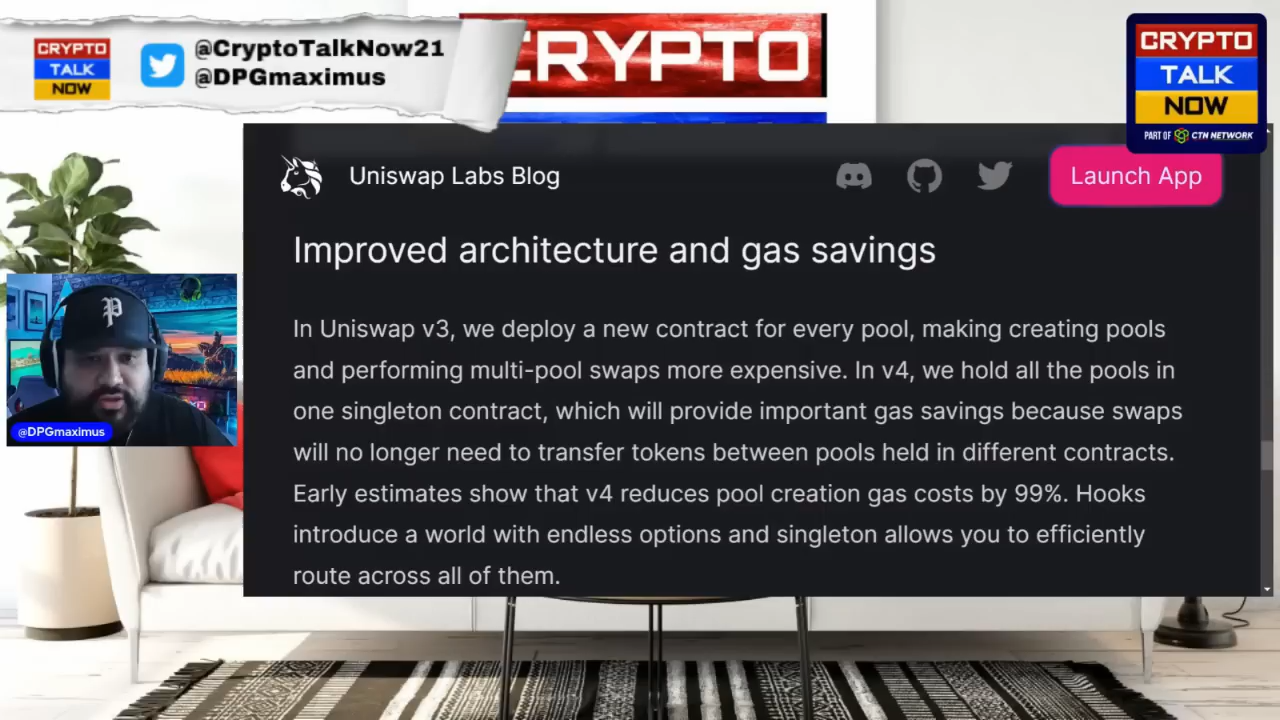 CRYPTO
TALK
NOW
@CryptoTalkNow21
@DPGmaximus
CRYPTO
CRYPTO
TALK
NOW
PART OF CTN NETWORK
Uniswap Labs Blog
Launch App
Improved architecture and gas savings
In Uniswap v3, we deploy a new contract for every pool, making creating pools
and performing multi-pool swaps more expensive. In v4, we hold all the pools in
one singleton contract, which will provide important gas savings because swaps
will no longer need to transfer tokens between pools held in different contracts.
Early estimates show that v4 reduces pool creation gas costs by 99%. Hooks
introduce a world with endless options and singleton allows you to efficiently
route across all of them.
P
@DPGmaximus